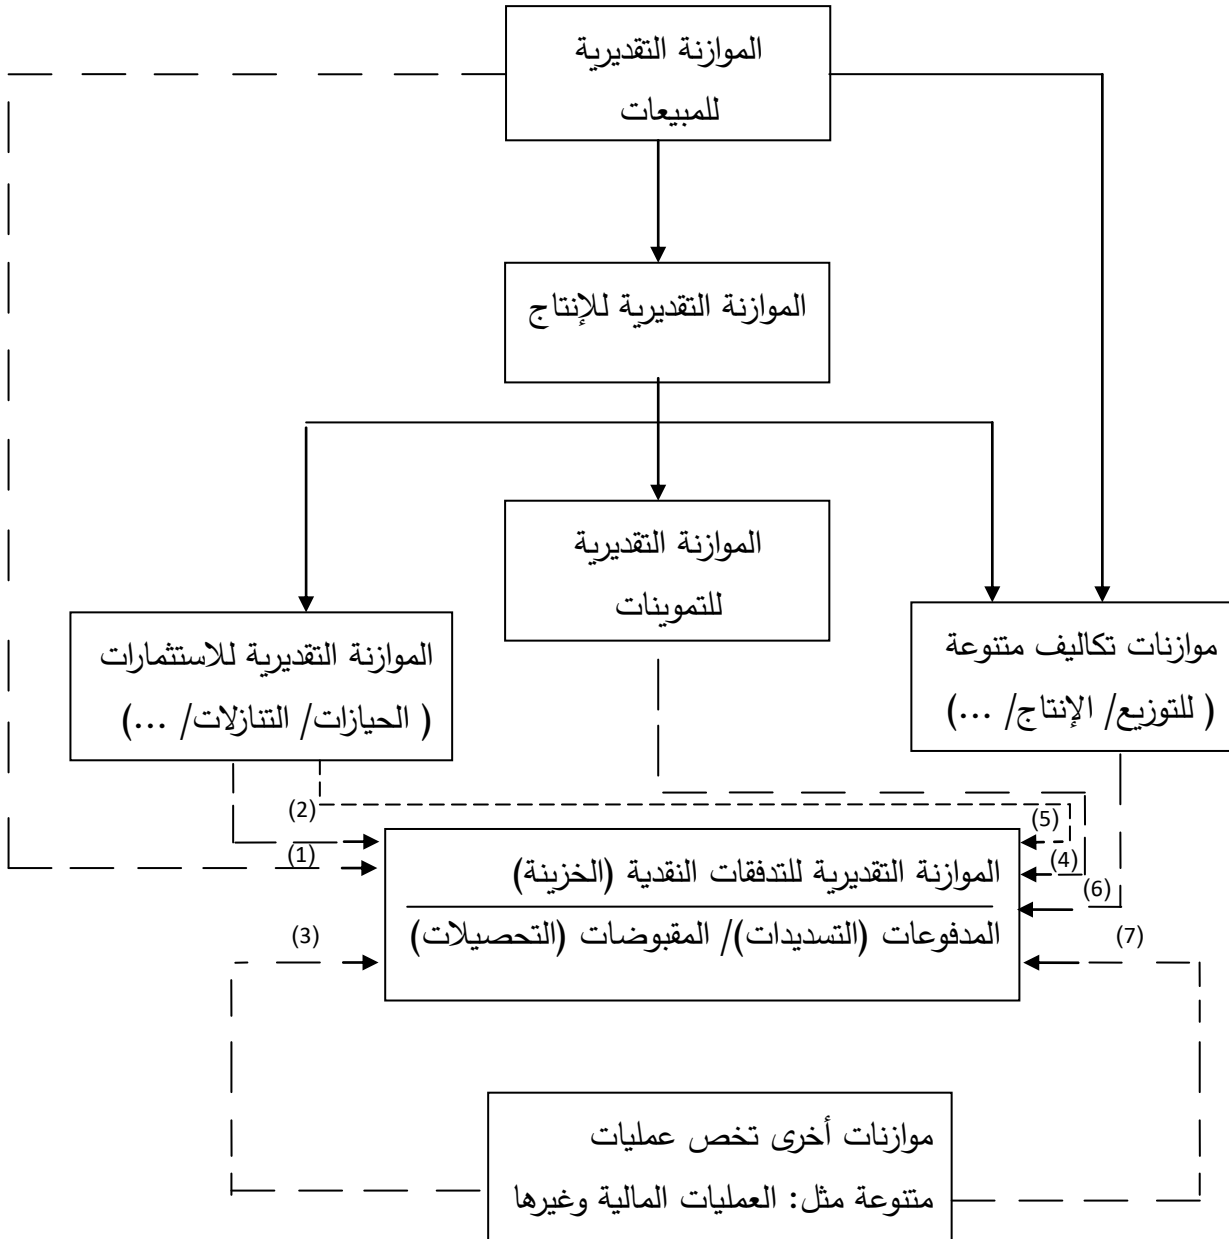 الموازنة التقديرية
للمبيعات
الموازنة التقديرية للإنتاج
الموازنة التقديرية
للتموينات
موازنات تكاليف متنوعة
( للتوزيع/ الإنتاج/ ...)
الموازنة التقديرية للاستثمارات
( الحيازات/ التنازلات/ ...)
(2)
(5)
(1)
(4)
(6)
الموازنة التقديرية للتدفقات النقدية (الخزينة)
المدفوعات (التسديدات)/ المقبوضات (التحصيلات)
(3)
(7)
موازنات أخرى تخص عمليات
متنوعة مثل: العمليات المالية وغيرها